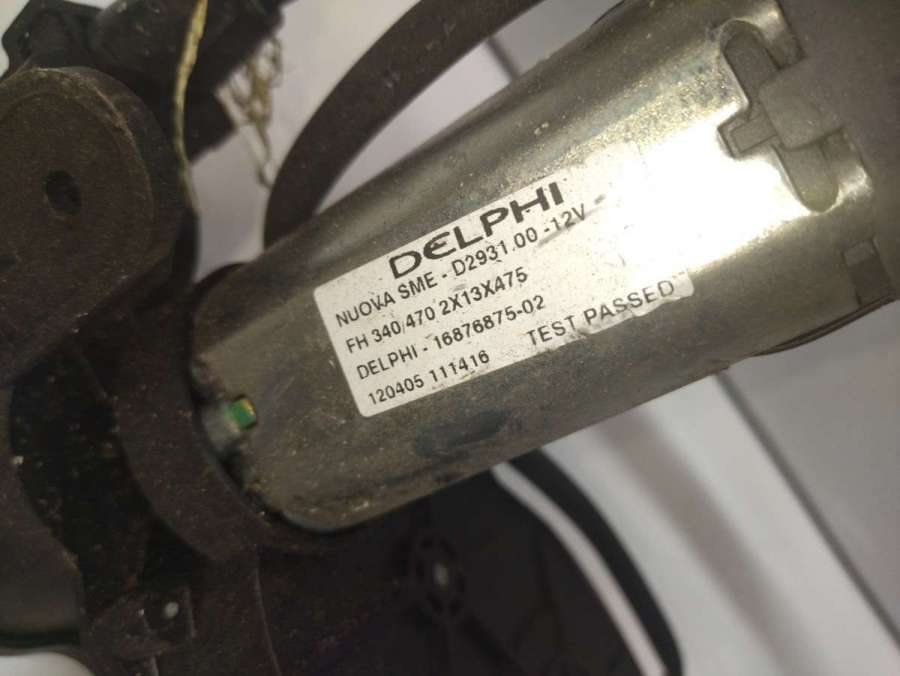 DELPHI
NUOVA SME - D2931.00 -12V
FH 340/470 2X13X475
DELPHI - 16876875-02
120405 111416 TEST PASSED